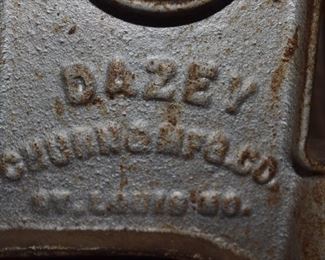 DAZEY
CHURN & MFG. CO.
ST. LOUIS MO.